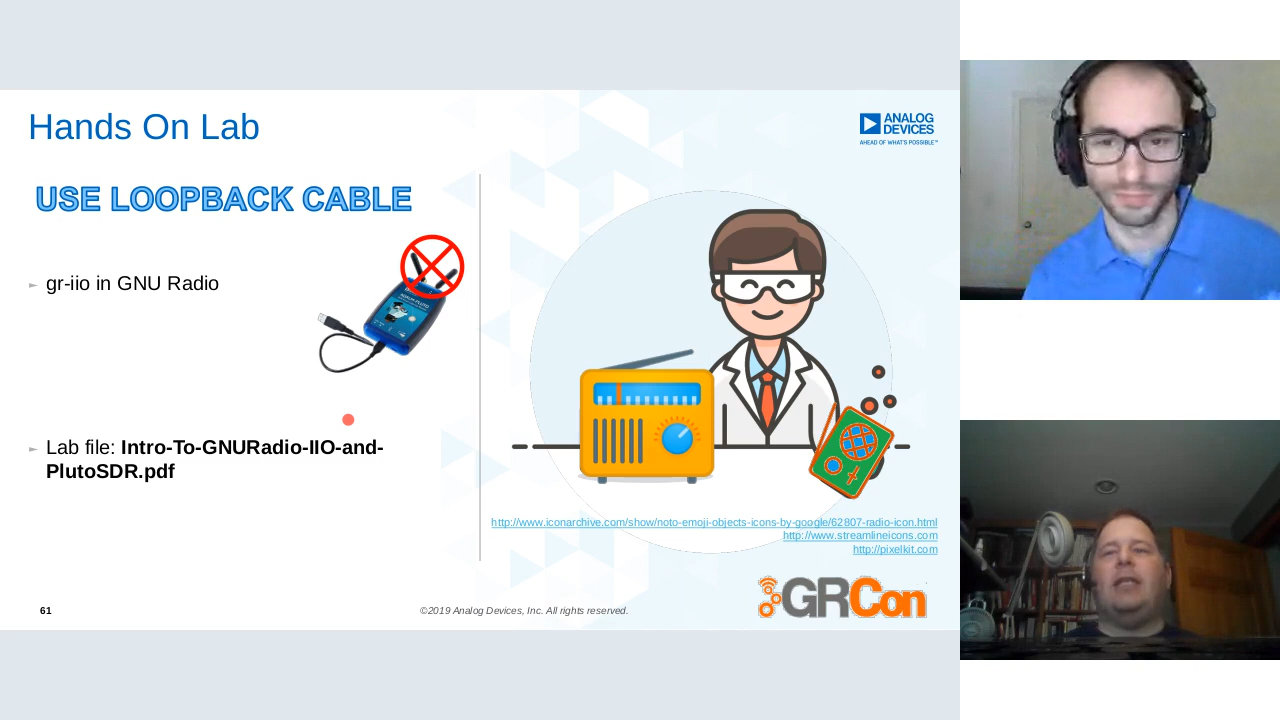 Hands On Lab
ANALOG
DEVICES
AHEAD OF WHAT'S POSSIBLE™
USE LOOPBACK CABLE
► gr-iio in GNU Radio
► Lab file: Intro-To-GNURadio-IIO-and-
PlutoSDR.pdf
http://www.iconarchive.com/show/noto-emoji-objects-icons-by-google/62807-radio-icon.html
http://www.streamlineicons.com
http://pixelkit.com
GRCon
61
©2019 Analog Devices, Inc. All rights reserved.